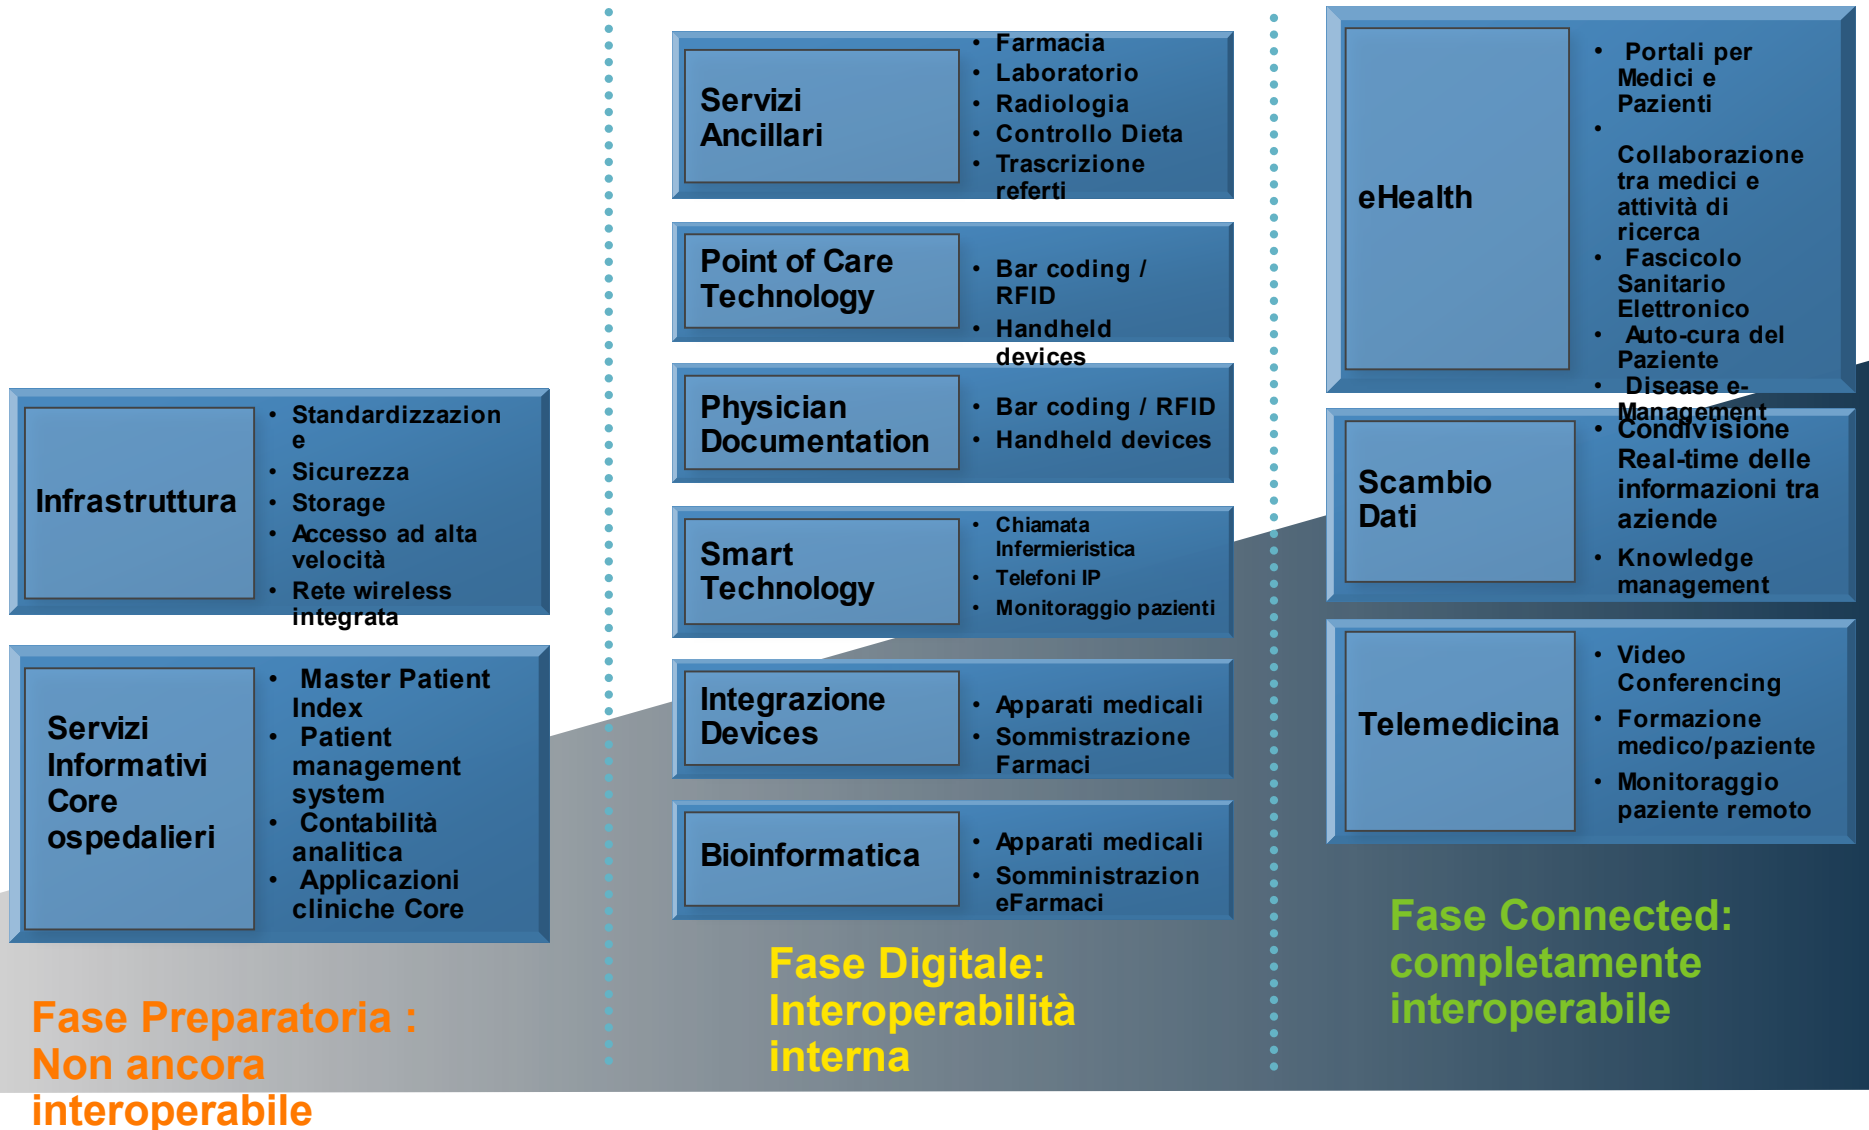 Infrastruttura
• Standardizzazion
e
• Sicurezza
• Storage
• Accesso ad alta
velocità
• Rete wireless
integrata
Servizi
Informativi
Core
ospedalieri
• Master Patient
Index
• Patient
management
system
• Contabilità
analitica
• Applicazioni
cliniche Core
Fase Preparatoria :
Non ancora
interoperabile
Servizi
Ancillari
• Farmacia
• Laboratorio
• Radiologia
• Controllo Dieta
• Trascrizione
referti
Point of Care
Technology
• Bar coding /
RFID
• Handheld
devices
Physician
Documentation
• Bar coding / RFID
• Handheld devices
Smart
Technology
• Chiamata
Infermieristica
• Telefoni IP
• Monitoraggio pazienti
Integrazione
Devices
• Apparati medicali
• Sommistrazione
Farmaci
Bioinformatica
• Apparati medicali
• Somministrazion
eFarmaci
Fase Digitale:
Interoperabilità
interna
eHealth
• Portali per
Medici e
Pazienti
•
Collaborazione
tra medici e
attività di
ricerca
• Fascicolo
Sanitario
Elettronico
• Auto-cura del
Paziente
• Disease e-
Management
Scambio
Dati
• Condivisione
Real-time delle
informazioni tra
aziende
• Knowledge
management
Telemedicina
• Video
Conferencing
• Formazione
medico/paziente
• Monitoraggio
paziente remoto
Fase Connected:
completamente
interoperabile